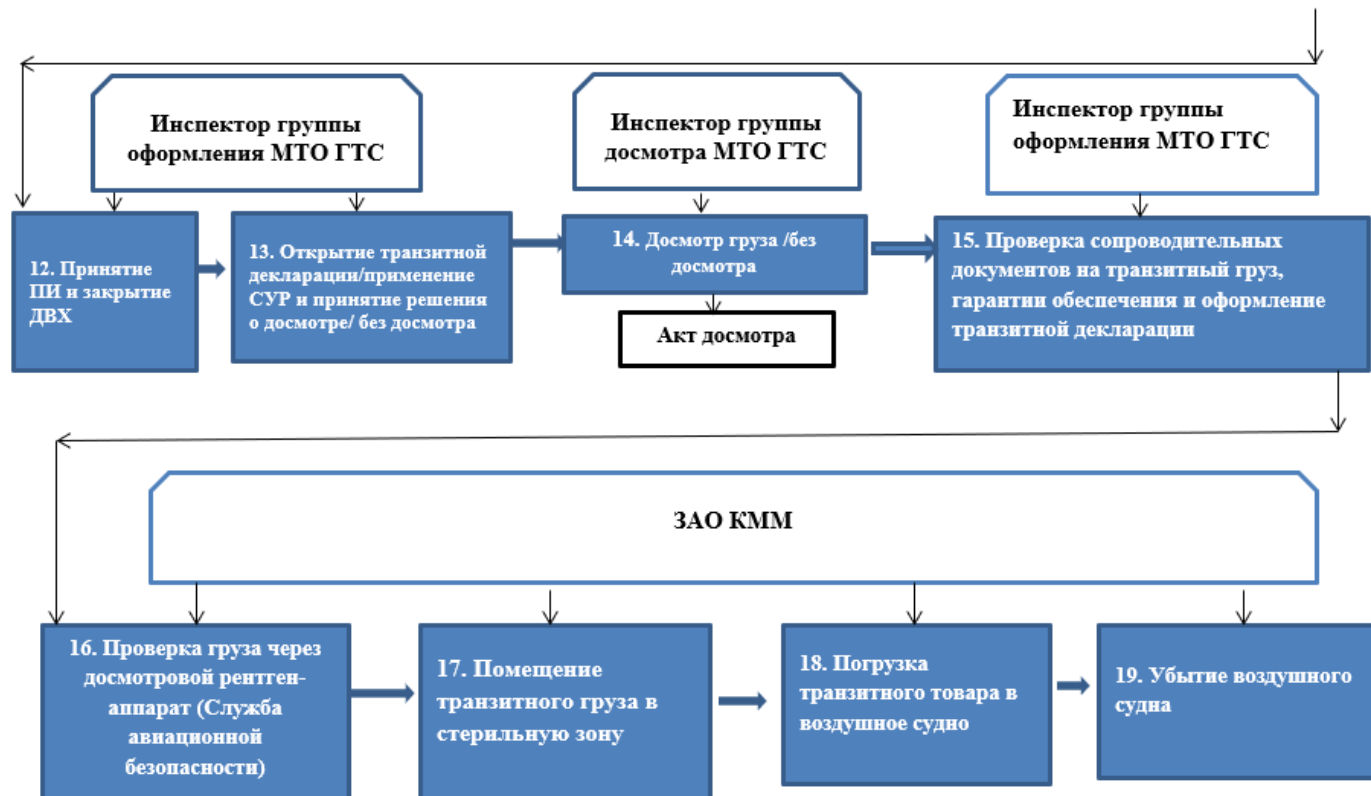 Инспектор группы
оформления МТО ГТС
Инспектор группы
досмотра МТО ГТС
Инспектор группы
оформления МТО ГТС
12. Принятие
ПИ и закрытие
ДВХ
13. Открытие транзитной
декларации/применение
СУР и принятие решения
о досмотре/ без досмотра
14. Досмотр груза /без
досмотра
Акт досмотра
15. Проверка сопроводительных
документов на транзитный груз,
гарантии обеспечения и оформление
транзитной декларации
ЗАО КММ
16. Проверка груза через
досмотровой рентген-
аппарат (Служба
авиационной
безопасности)
17. Помещение
транзитного груза в
стерильную зону
18. Погрузка
транзитного товара в
воздушное судно
19. Убытие воздушного
судна